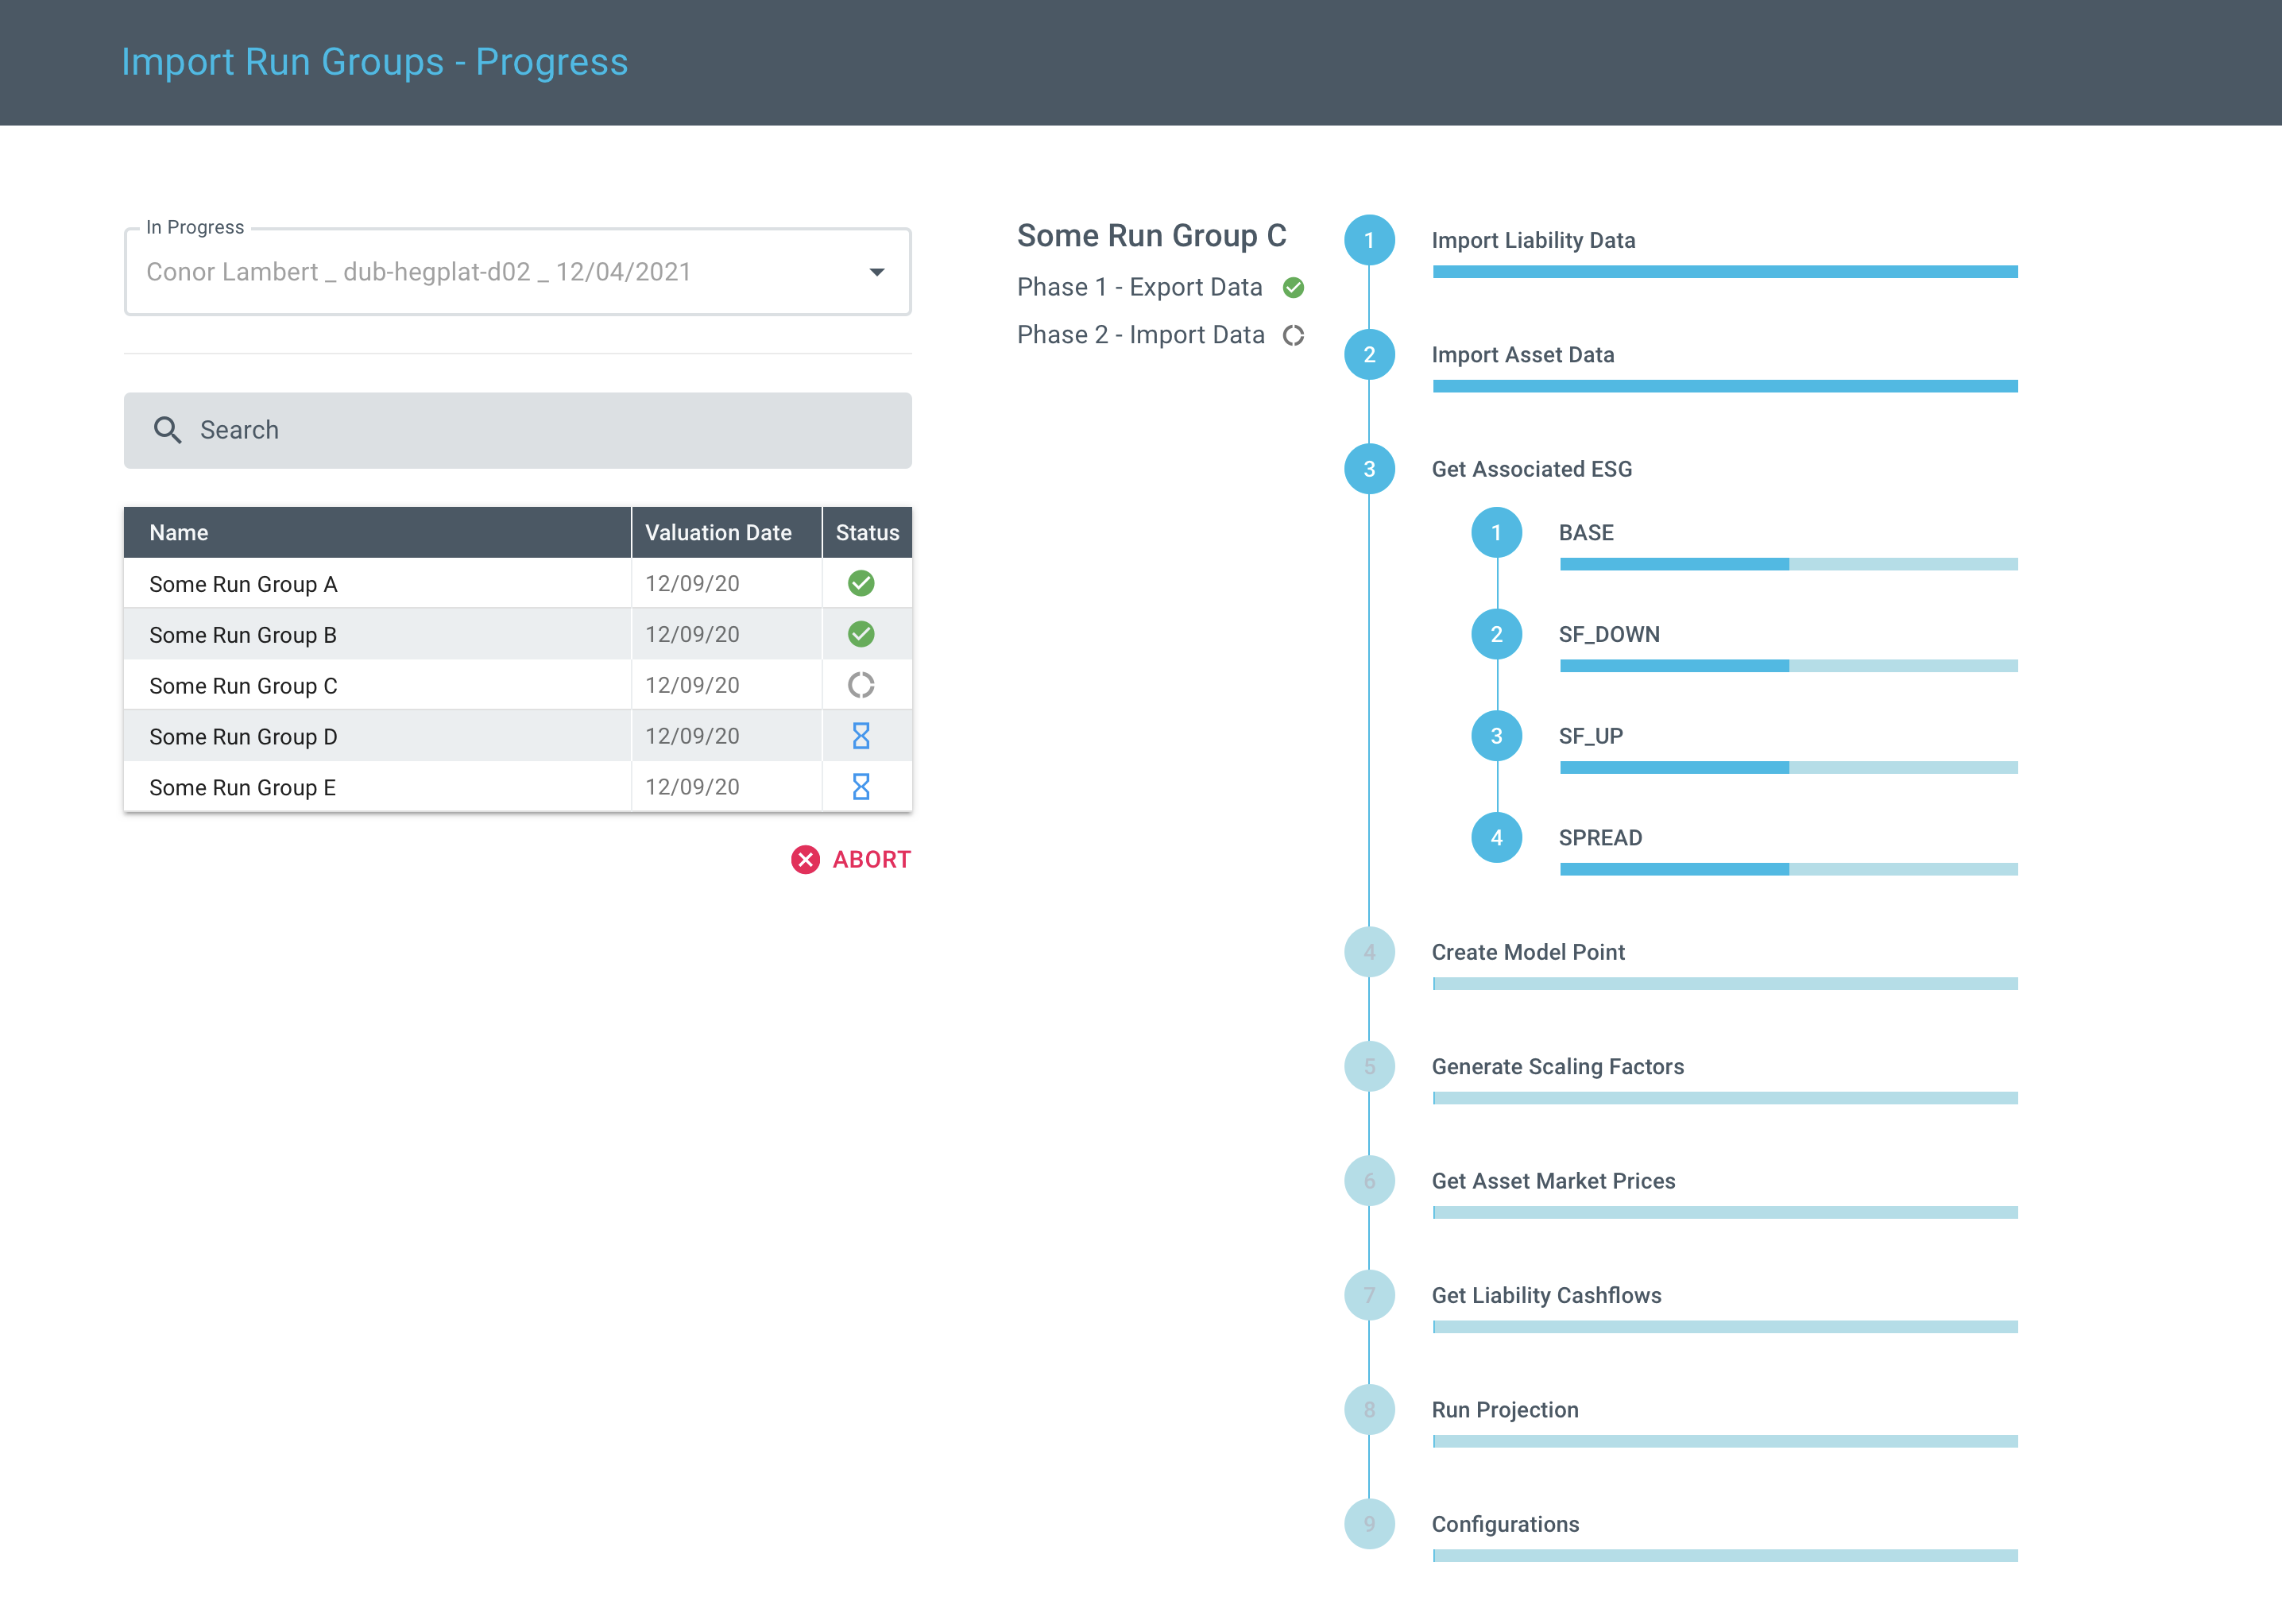 Import Run Groups - Progress
In Progress
Conor Lambert _ dub-hegplat-d02 _ 12/04/2021
Search
Name Valuation Date Status
Some Run Group A 12/09/20
Some Run Group B 12/09/20
Some Run Group C 12/09/20
Some Run Group D 12/09/20
Some Run Group E 12/09/20
ABORT
Some Run Group C
Phase 1 - Export Data
Phase 2 - Import Data
1 Import Liability Data
2 Import Asset Data
3 Get Associated ESG
1 BASE
2 SF_DOWN
3 SF_UP
4 SPREAD
4 Create Model Point
5 Generate Scaling Factors
6 Get Asset Market Prices
7 Get Liability Cashflows
8 Run Projection
9 Configurations